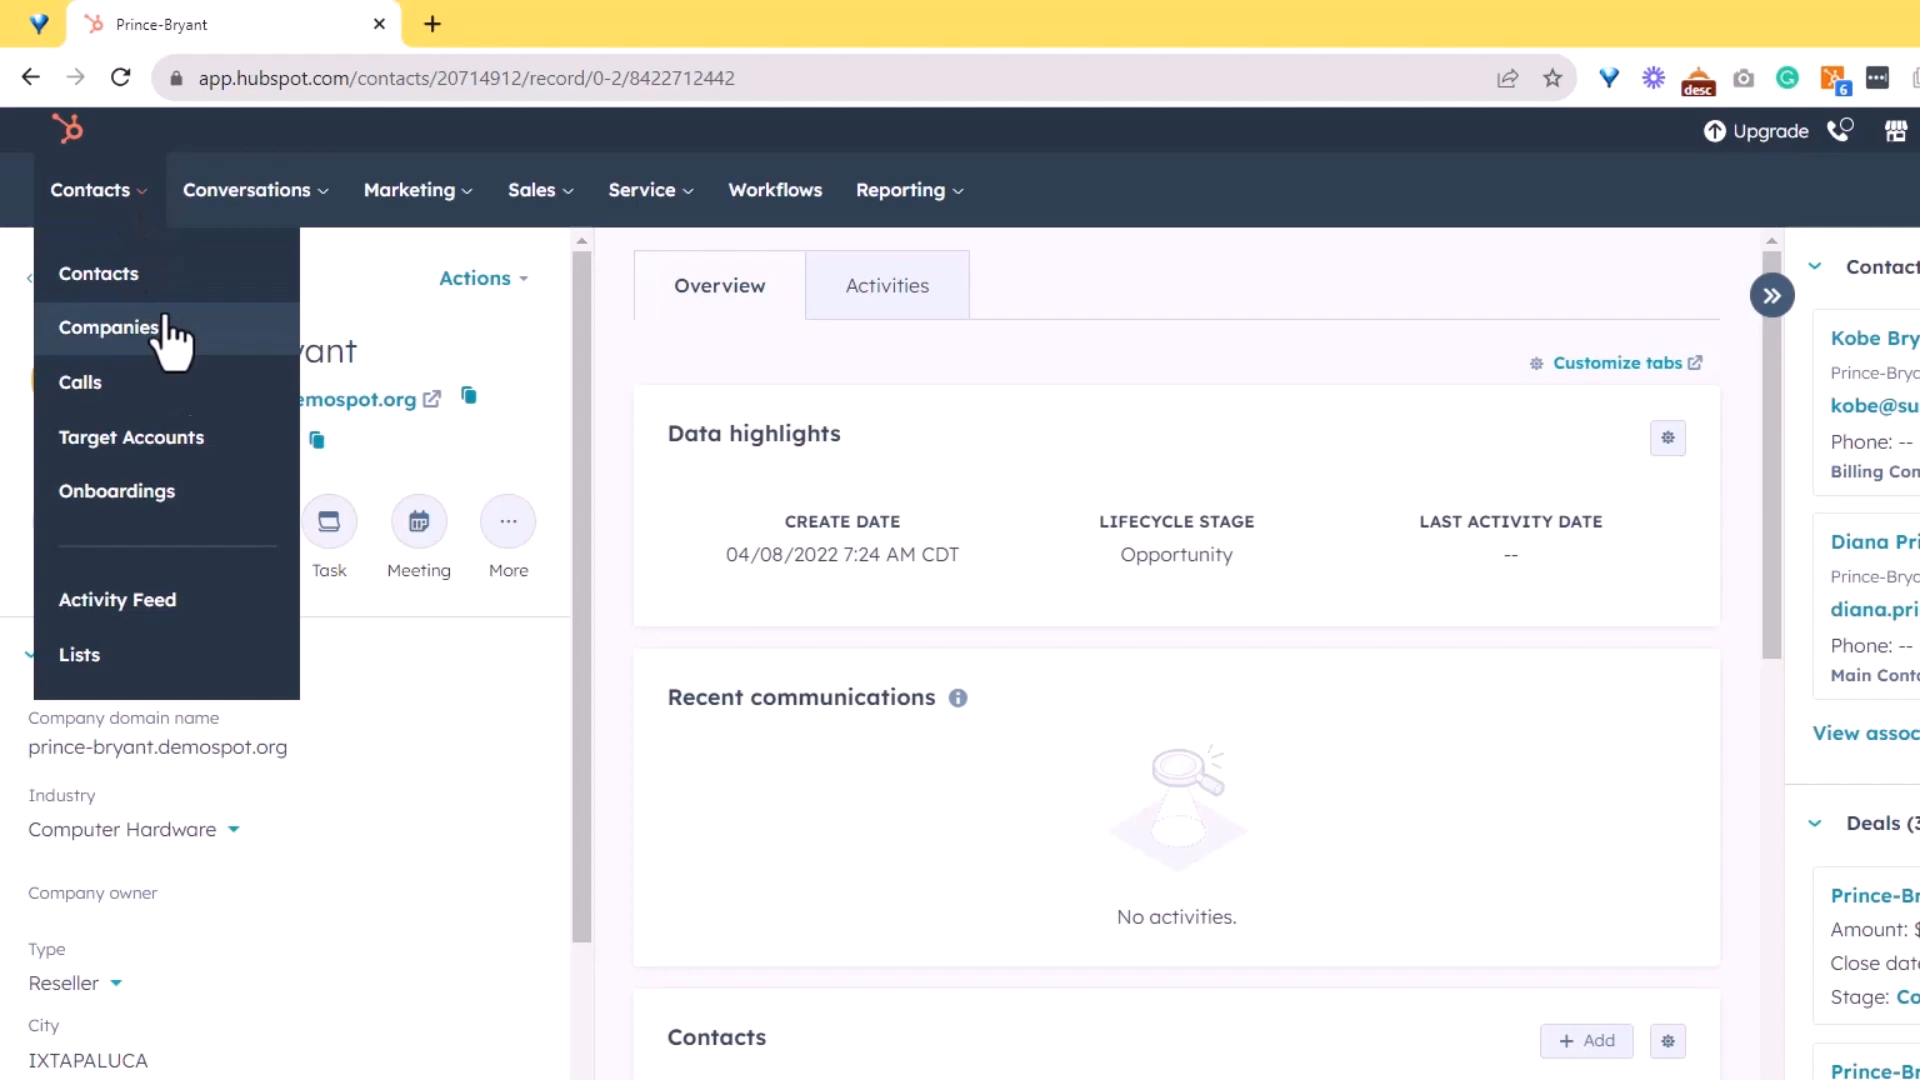 Prince-Bryant
app.hubspot.com/contacts/20714912/record/0-2/8422712442
desc
6
Upgrade
Contacts
Conversations
Marketing
Sales
Service
Workflows
Reporting
Contacts
Companies
Calls
Target Accounts
Onboardings
Activity Feed
Lists
Actions
yant
emospot.org
Task
Meeting
More
Company domain name
prince-bryant.demospot.org
Industry
Computer Hardware
Company owner
Type
Reseller
City
IXTAPALUCA
Overview
Activities
Customize tabs
Data highlights
CREATE DATE
LIFECYCLE STAGE
LAST ACTIVITY DATE
04/08/2022 7:24 AM CDT
Opportunity
--
Recent communications
No activities.
Contacts
+ Add
Contact
Kobe Bry
Prince-Brya
kobe@su
Phone: --
Billing Con
Diana Pri
Prince-Brya
diana.pri
Phone: --
Main Conta
View assoc
Deals (3
Prince-Br
Amount: $
Close date
Stage: Co
Prince-Br